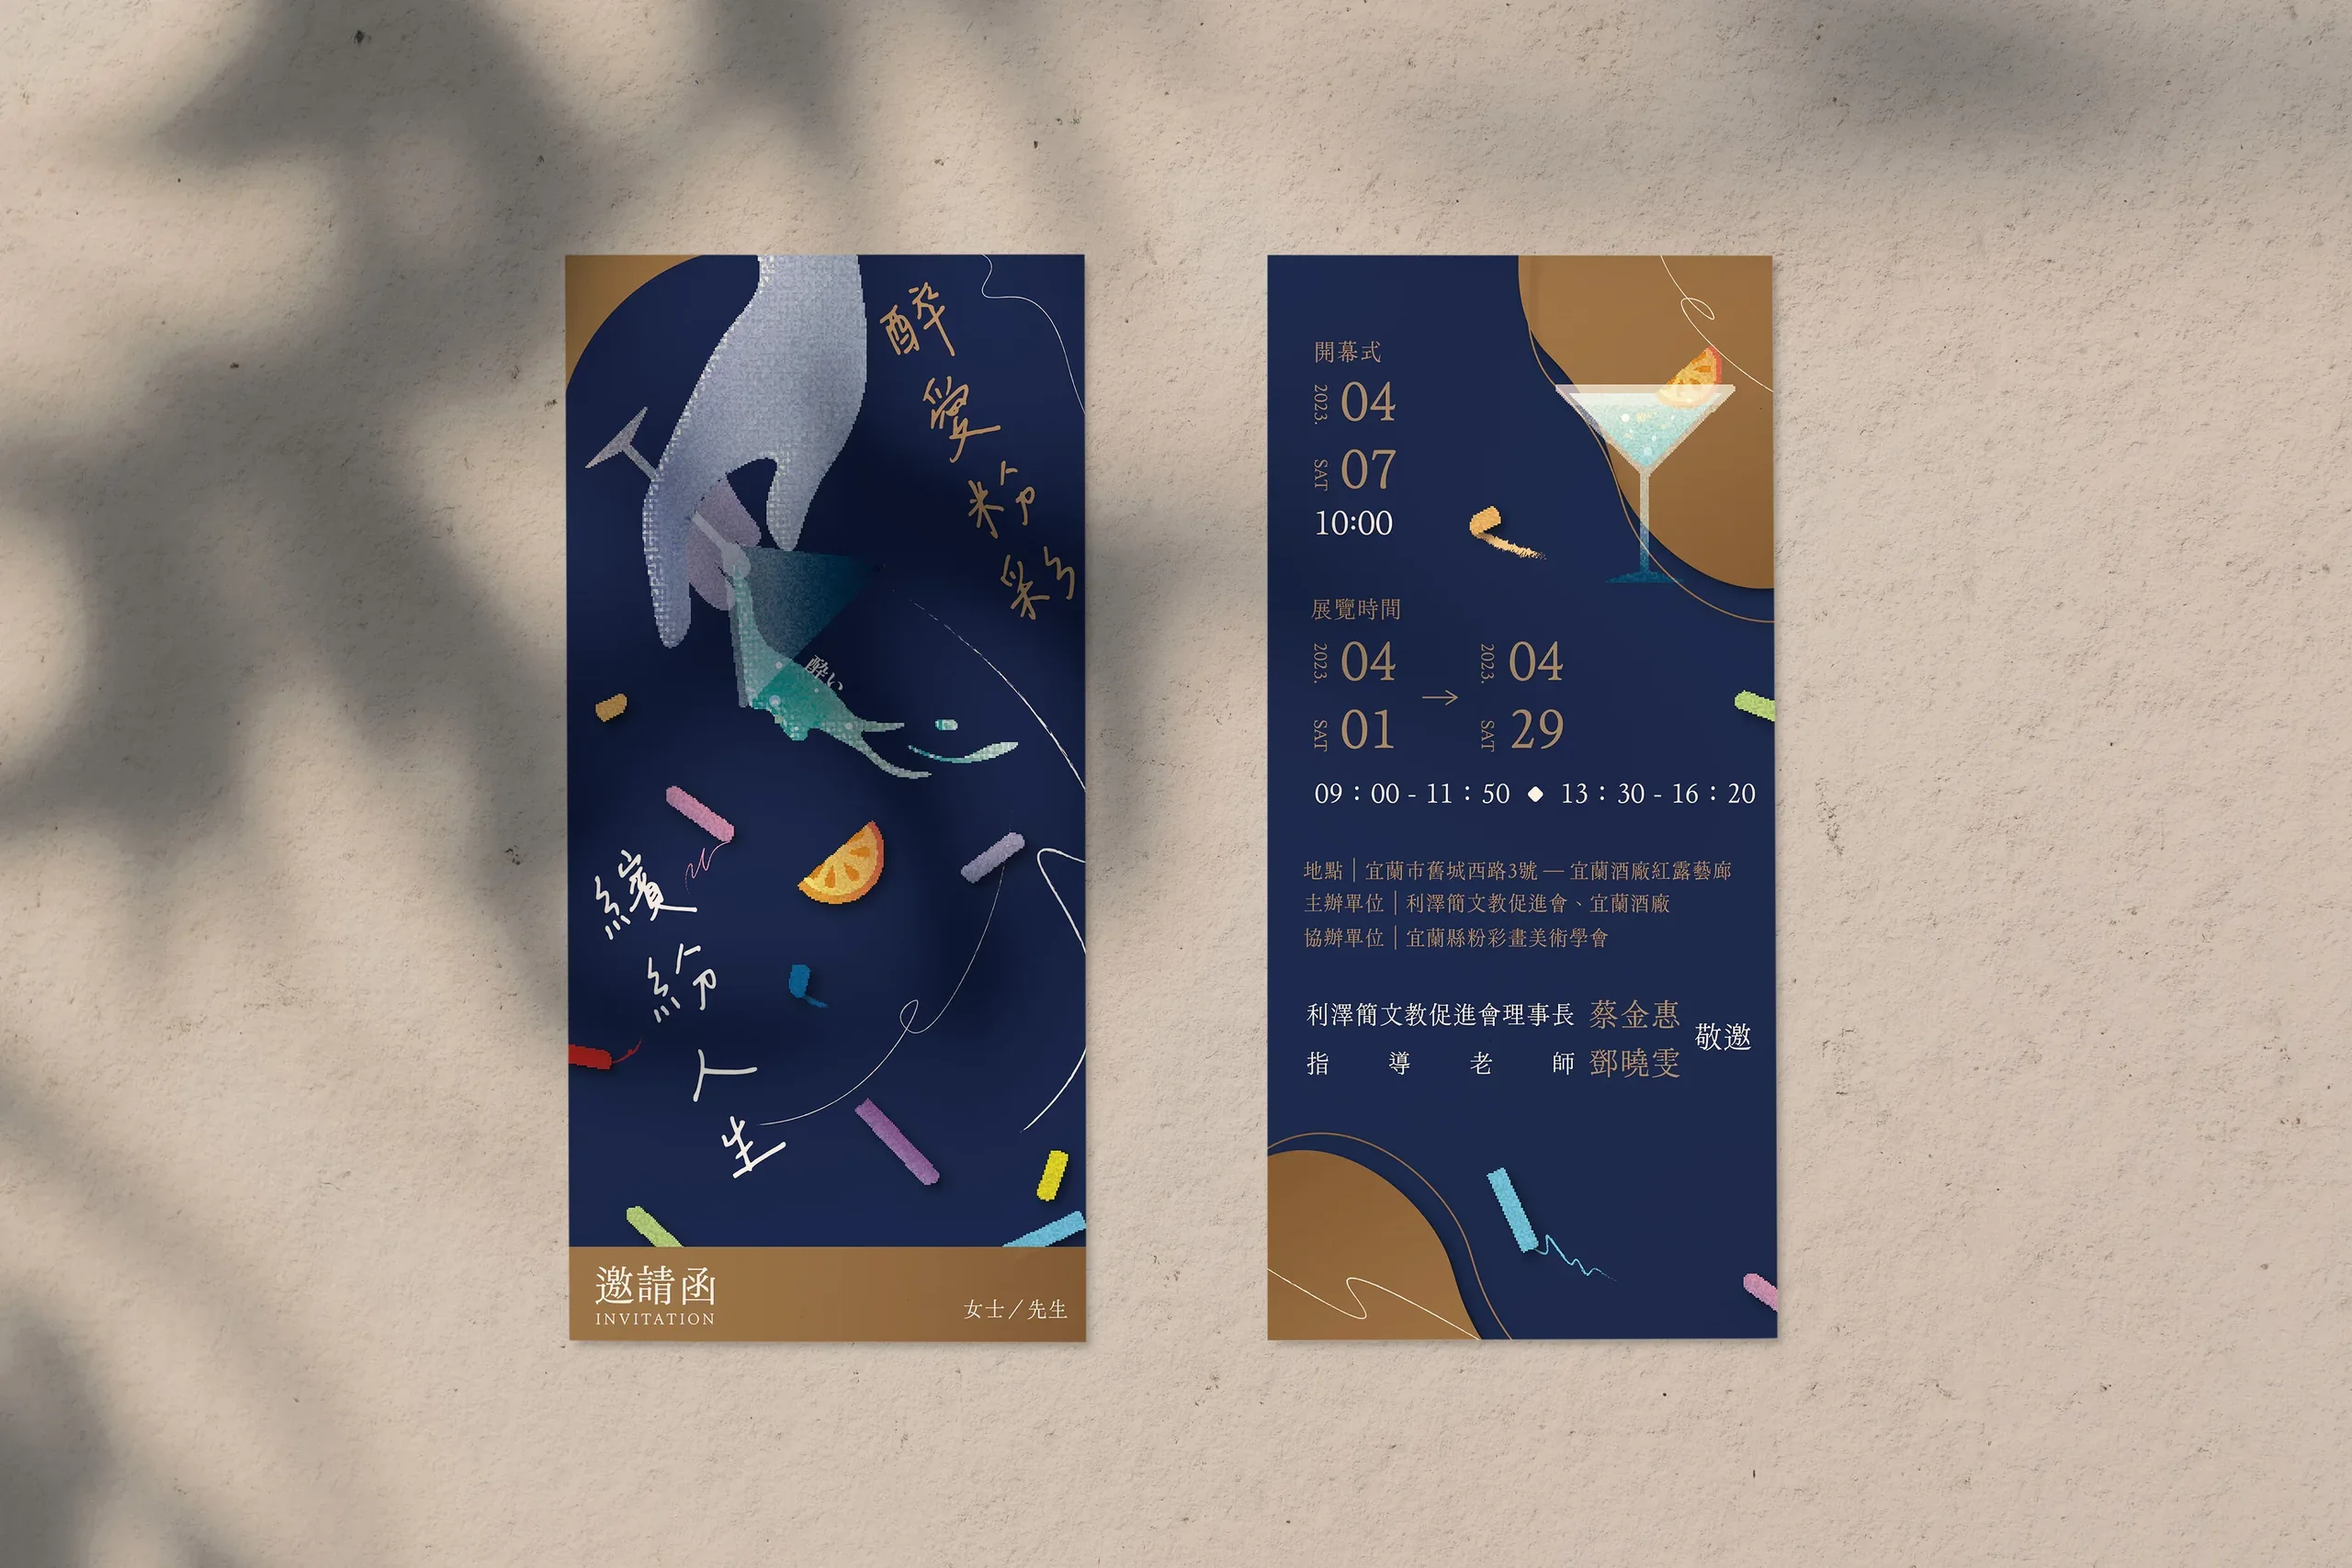 醉愛粉彩
酔い
繽紛人生
邀請函
INVITATION
女士／先生
開幕式
2023. 04
SAT 07
10:00
展覽時間
2023. 04 → 2023. 04
SAT 01 SAT 29
09：00 - 11：50 ◆ 13：30 - 16：20
地點｜宜蘭市舊城西路3號 — 宜蘭酒廠紅露藝廊
主辦單位｜利澤簡文教促進會、宜蘭酒廠
協辦單位｜宜蘭縣粉彩畫美術學會
利澤簡文教促進會理事長 蔡金惠
指導老師 鄧曉雯
敬邀